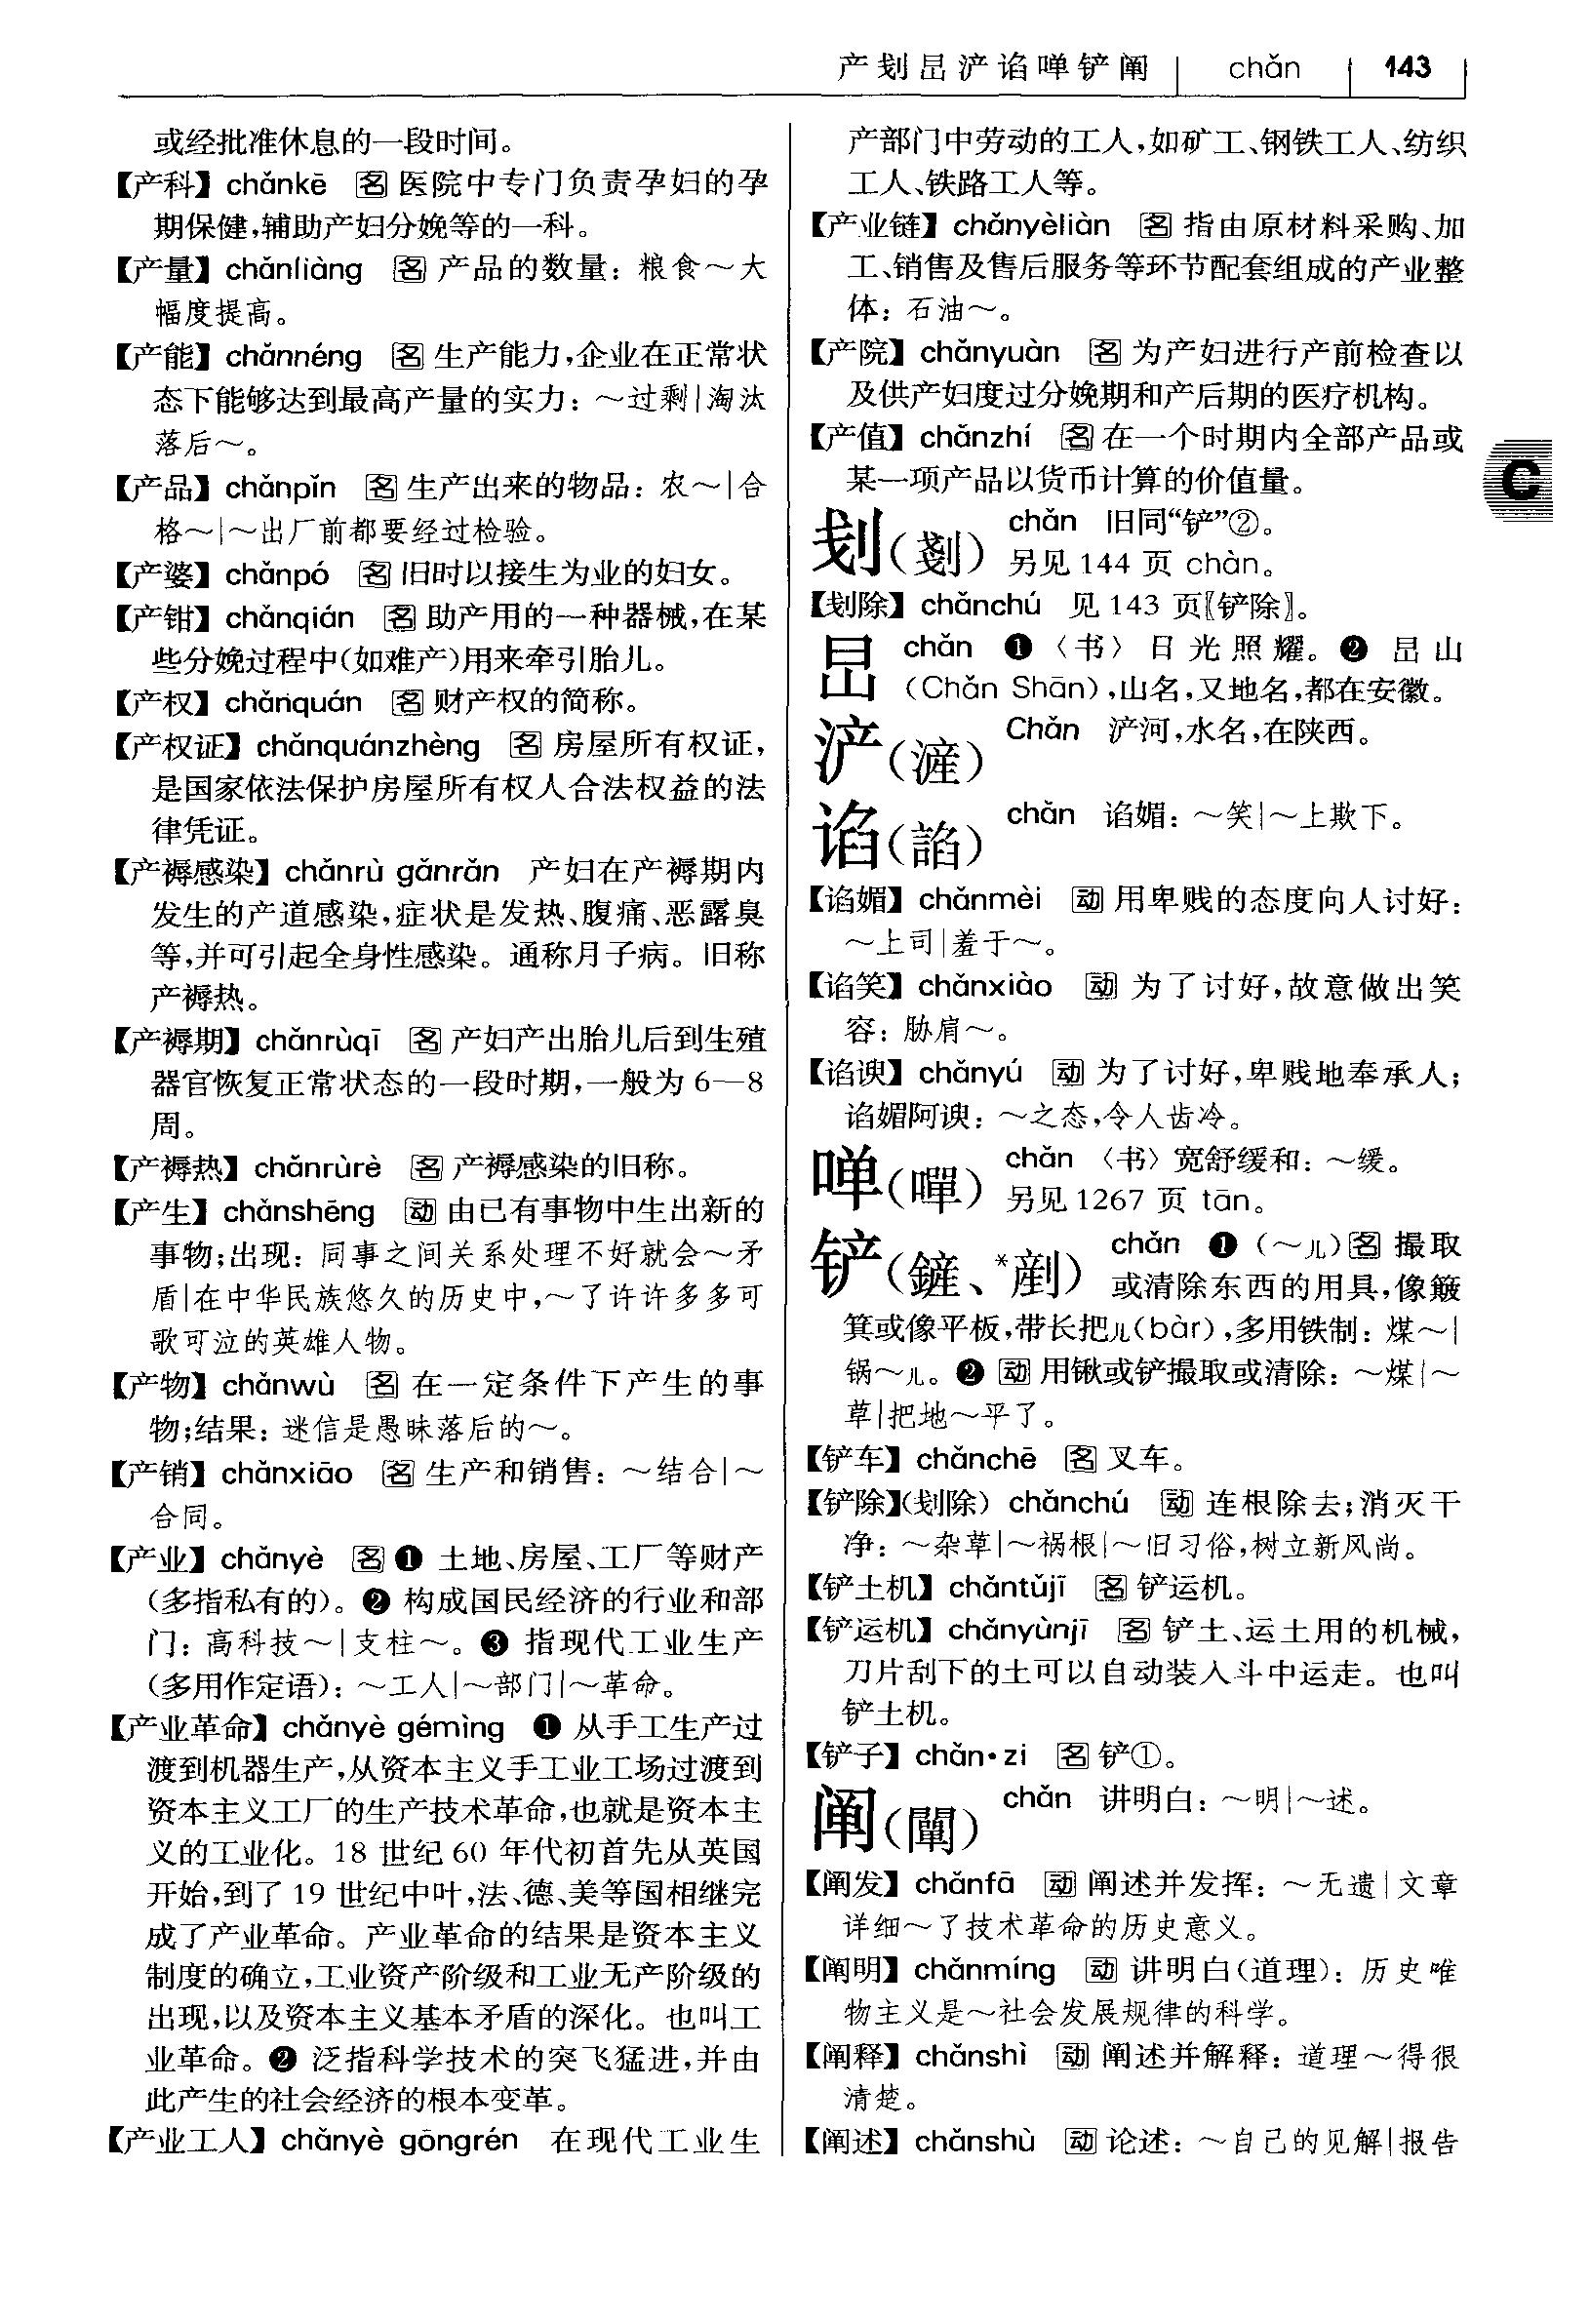 产刬旵浐谄啴铲阐 chǎn 143
或经批准休息的一段时间。
【产科】 chǎnkē 名 医院中专门负责孕妇的孕
期保健,辅助产妇分娩等的一科。
【产量】 chǎnliàng 名 产品的数量：粮食～大
幅度提高。
【产能】 chǎnnéng 名 生产能力,企业在正常状
态下能够达到最高产量的实力：～过剩|淘汰
落后～。
【产品】 chǎnpǐn 名 生产出来的物品：农～|合
格～|～出厂前都要经过检验。
【产婆】 chǎnpó 名 旧时以接生为业的妇女。
【产钳】 chǎnqián 名 助产用的一种器械,在某
些分娩过程中(如难产)用来牵引胎儿。
【产权】 chǎnquán 名 财产权的简称。
【产权证】 chǎnquánzhèng 名 房屋所有权证,
是国家依法保护房屋所有权人合法权益的法
律凭证。
【产褥感染】 chǎnrù gǎnrǎn 产妇在产褥期内
发生的产道感染,症状是发热、腹痛、恶露臭
等,并可引起全身性感染。通称月子病。旧称
产褥热。
【产褥期】 chǎnrùqī 名 产妇产出胎儿后到生殖
器官恢复正常状态的一段时期,一般为 6—8
周。
【产褥热】 chǎnrùrè 名 产褥感染的旧称。
【产生】 chǎnshēng 动 由已有事物中生出新的
事物;出现：同事之间关系处理不好就会～矛
盾|在中华民族悠久的历史中,～了许许多多可
歌可泣的英雄人物。
【产物】 chǎnwù 名 在一定条件下产生的事
物;结果：迷信是愚昧落后的～。
【产销】 chǎnxiāo 名 生产和销售：～结合|～
合同。
【产业】 chǎnyè 名 ❶ 土地、房屋、工厂等财产
(多指私有的)。❷ 构成国民经济的行业和部
门：高科技～|支柱～。❸ 指现代工业生产
(多用作定语)：～工人|～部门|～革命。
【产业革命】 chǎnyè gémìng ❶ 从手工生产过
渡到机器生产,从资本主义手工业工场过渡到
资本主义工厂的生产技术革命,也就是资本主
义的工业化。18 世纪 60 年代初首先从英国
开始,到了 19 世纪中叶,法、德、美等国相继完
成了产业革命。产业革命的结果是资本主义
制度的确立,工业资产阶级和工业无产阶级的
出现,以及资本主义基本矛盾的深化。也叫工
业革命。❷ 泛指科学技术的突飞猛进,并由
此产生的社会经济的根本变革。
【产业工人】 chǎnyè gōngrén 在现代工业生
产部门中劳动的工人,如矿工、钢铁工人、纺织
工人、铁路工人等。
【产业链】 chǎnyèliàn 名 指由原材料采购、加
工、销售及售后服务等环节配套组成的产业整
体：石油～。
【产院】 chǎnyuàn 名 为产妇进行产前检查以
及供产妇度过分娩期和产后期的医疗机构。
【产值】 chǎnzhí 名 在一个时期内全部产品或
某一项产品以货币计算的价值量。
刬(剗) chǎn 旧同“铲”②。
另见 144 页 chàn。
【刬除】 chǎnchú 见 143 页〖铲除〗。
旵 chǎn ❶〈书〉日光照耀。❷ 旵山
(Chǎn Shān),山名,又地名,都在安徽。
浐(滻) Chǎn 浐河,水名,在陕西。
谄(諂) chǎn 谄媚：～笑|～上欺下。
【谄媚】 chǎnmèi 动 用卑贱的态度向人讨好：
～上司|羞于～。
【谄笑】 chǎnxiào 动 为了讨好,故意做出笑
容：胁肩～。
【谄谀】 chǎnyú 动 为了讨好,卑贱地奉承人;
谄媚阿谀：～之态,令人齿冷。
啴(嘽) chǎn 〈书〉宽舒缓和：～缓。
另见 1267 页 tān。
铲(鏟、*剷) chǎn ❶ (～儿)名 撮取
或清除东西的用具,像簸
箕或像平板,带长把儿(bàr),多用铁制：煤～|
锅～儿。❷ 动 用锹或铲撮取或清除：～煤|～
草|把地～平了。
【铲车】 chǎnchē 名 叉车。
【铲除】(刬除) chǎnchú 动 连根除去;消灭干
净：～杂草|～祸根|～旧习俗,树立新风尚。
【铲土机】 chǎntǔjī 名 铲运机。
【铲运机】 chǎnyùnjī 名 铲土、运土用的机械,
刀片刮下的土可以自动装入斗中运走。也叫
铲土机。
【铲子】 chǎn·zi 名 铲①。
阐(闡) chǎn 讲明白：～明|～述。
【阐发】 chǎnfā 动 阐述并发挥：～无遗|文章
详细～了技术革命的历史意义。
【阐明】 chǎnmíng 动 讲明白(道理)：历史唯
物主义是～社会发展规律的科学。
【阐释】 chǎnshì 动 阐述并解释：道理～得很
清楚。
【阐述】 chǎnshù 动 论述：～自己的见解|报告
C